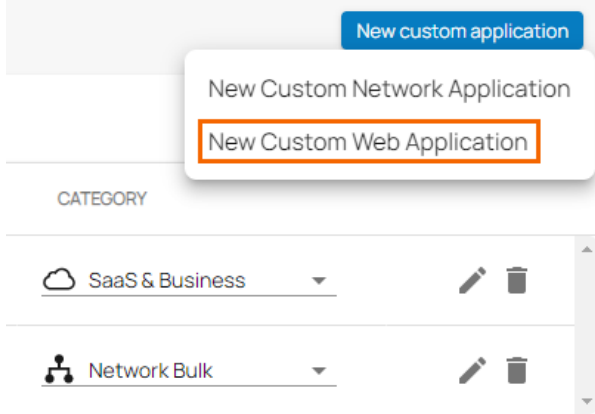 New custom application
New Custom Network Application
New Custom Web Application
CATEGORY
SaaS & Business
Network Bulk